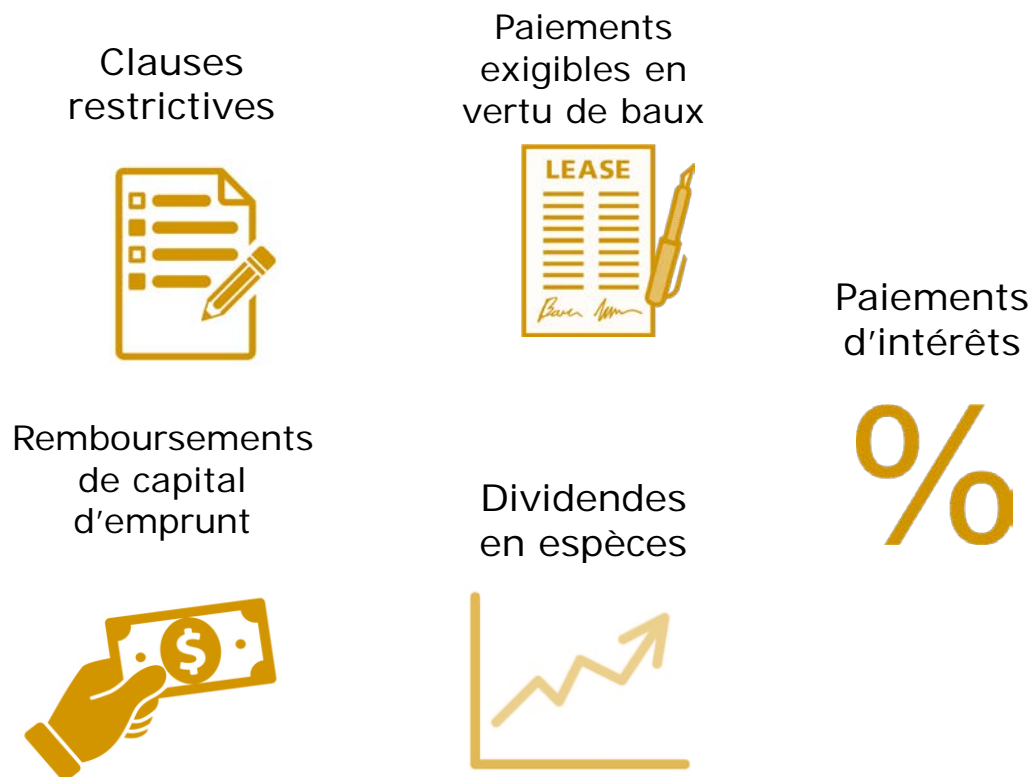 Clauses
restrictives
Paiements
exigibles en
vertu de baux
LEASE
Paiements
d'intérêts
%
Remboursements
de capital
d'emprunt
Dividendes
en espèces
$